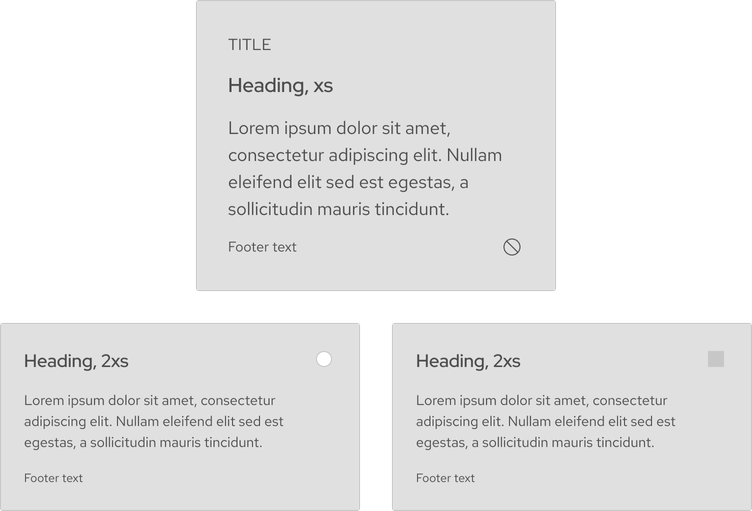 TITLE
Heading, xs
Lorem ipsum dolor sit amet,
consectetur adipiscing elit. Nullam
eleifend elit sed est egestas, a
sollicitudin mauris tincidunt.
Footer text
Heading, 2xs
Lorem ipsum dolor sit amet, consectetur
adipiscing elit. Nullam eleifend elit sed est
egestas, a sollicitudin mauris tincidunt.
Footer text
Heading, 2xs
Lorem ipsum dolor sit amet, consectetur
adipiscing elit. Nullam eleifend elit sed est
egestas, a sollicitudin mauris tincidunt.
Footer text